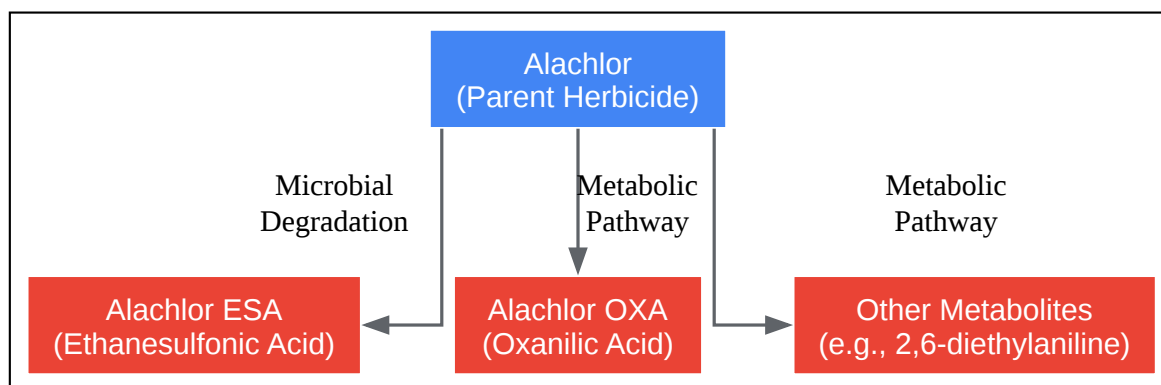 Alachlor
(Parent Herbicide)
Microbial
Degradation
Metabolic
Pathway
Metabolic
Pathway
Alachlor ESA
(Ethanesulfonic Acid)
Alachlor OXA
(Oxanilic Acid)
Other Metabolites
(e.g., 2,6-diethylaniline)